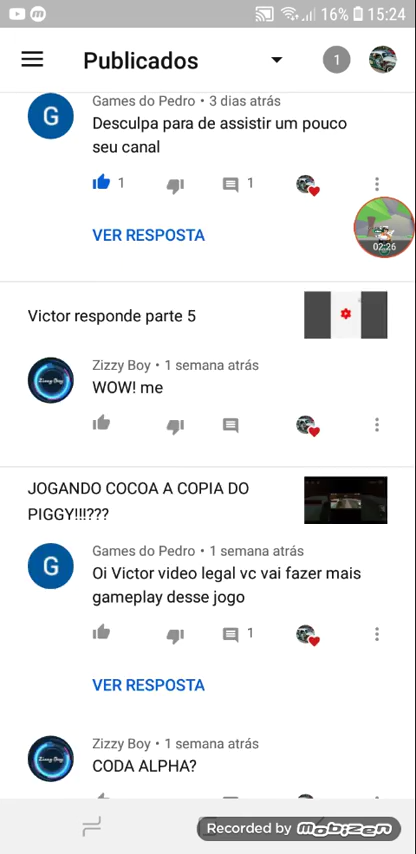 16% 15:24
Publicados
1
Games do Pedro • 3 dias atrás
Desculpa para de assistir um pouco
seu canal
1 1
02:26
VER RESPOSTA
Victor responde parte 5
Zizzy Boy • 1 semana atrás
WOW! me
JOGANDO COCOA A COPIA DO
PIGGY!!!???
Games do Pedro • 1 semana atrás
G
Oi Victor video legal vc vai fazer mais
gameplay desse jogo
1
VER RESPOSTA
Zizzy Boy • 1 semana atrás
Zizzy Boy
CODA ALPHA?
Recorded by MOBIZEN